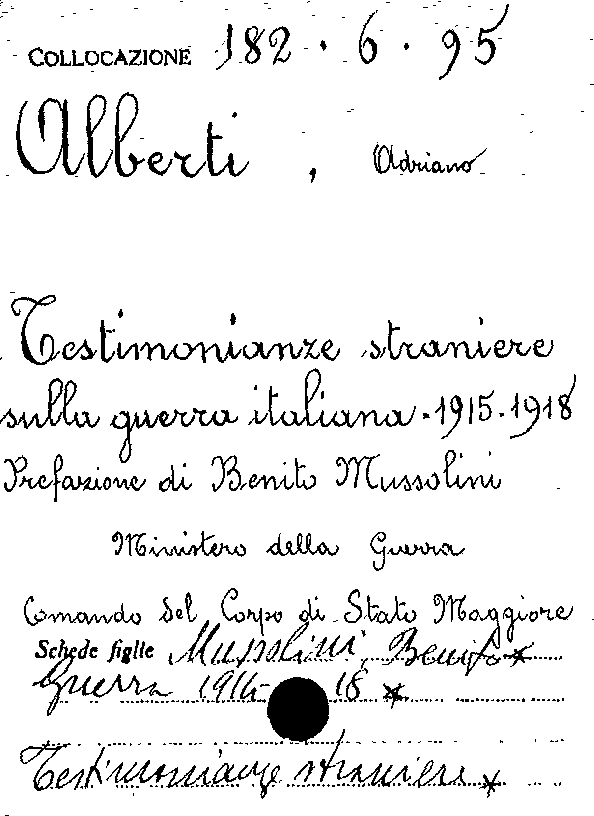 COLLOCAZIONE 182.6.95
Alberti, Adriano
Testimonianze straniere
sulla guerra italiana.1915.1918
Prefazione di Benito Mussolini
Ministero della Guerra
Comando del Corpo di Stato Maggiore
Schede figlie Mussolini, Benito *
Guerra 1914-18 *
Testimonianze straniere *